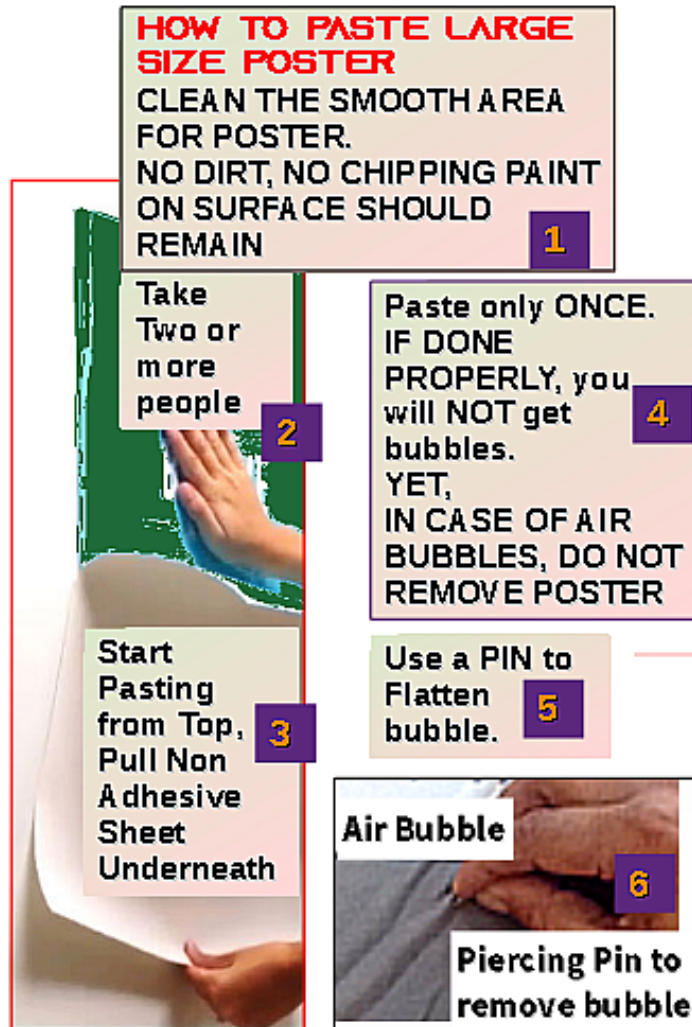 HOW TO PASTE LARGE
SIZE POSTER
CLEAN THE SMOOTH AREA
FOR POSTER.
NO DIRT, NO CHIPPING PAINT
ON SURFACE SHOULD
REMAIN
1
Take
Two or
more
people
2
Start
Pasting
from Top,
Pull Non
Adhesive
Sheet
Underneath
3
Paste only ONCE.
IF DONE
PROPERLY, you
will NOT get
bubbles.
YET,
IN CASE OF AIR
BUBBLES, DO NOT
REMOVE POSTER
4
Use a PIN to
Flatten
bubble.
5
Air Bubble
6
Piercing Pin to
remove bubble